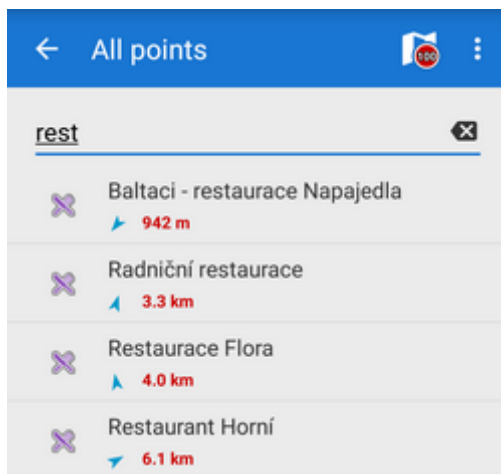 All points
100
rest
Baltaci - restaurace Napajedla
942 m
Radniční restaurace
3.3 km
Restaurace Flora
4.0 km
Restaurant Horní
6.1 km